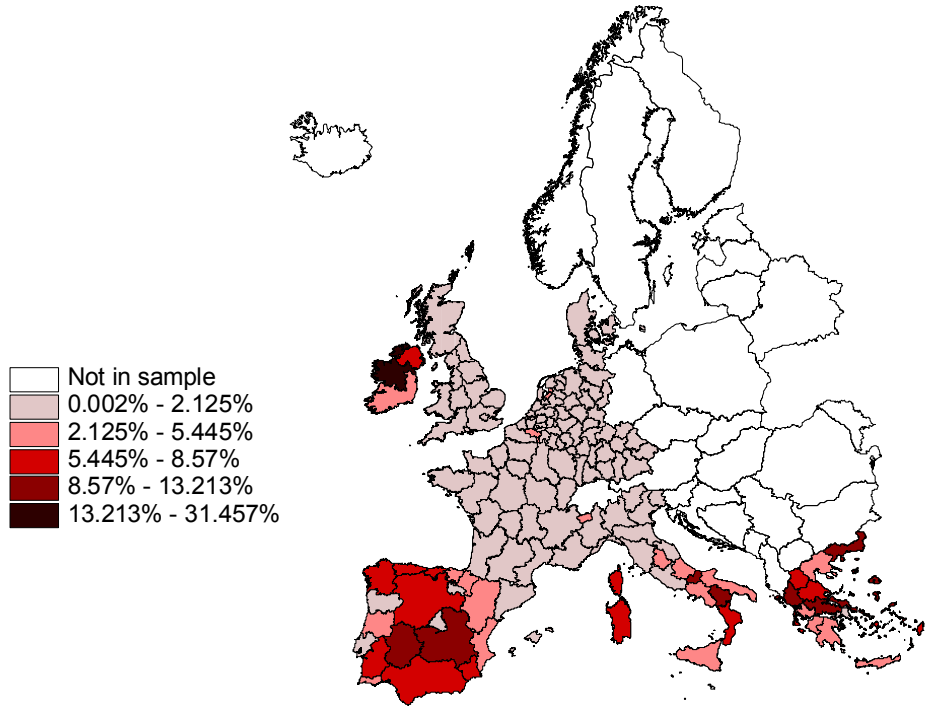 Not in sample
0.002% - 2.125%
2.125% - 5.445%
5.445% - 8.57%
8.57% - 13.213%
13.213% - 31.457%